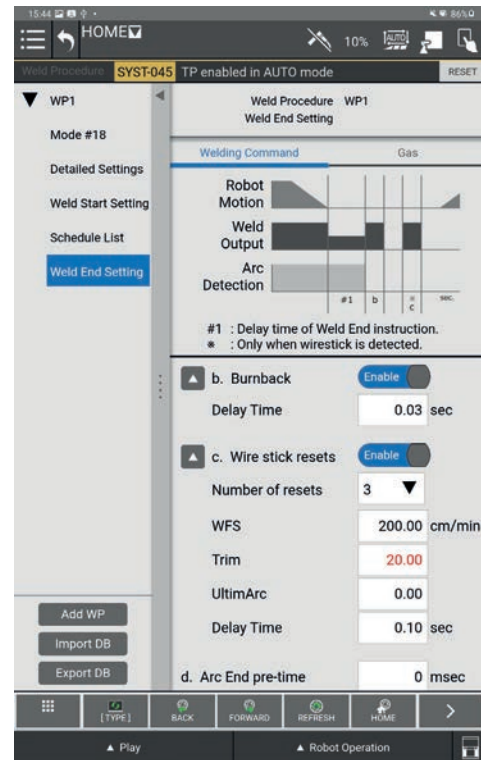 15:44
86%
HOME
10%
AUTO
Weld Procedure
SYST-045 TP enabled in AUTO mode
RESET
WP1
Mode #18
Detailed Settings
Weld Start Setting
Schedule List
Weld End Setting
Add WP
Import DB
Export DB
Weld Procedure WP1
Weld End Setting
Welding Command
Gas
Robot
Motion
Weld
Output
Arc
Detection
#1
b
*
c
sec.
#1 : Delay time of Weld End instruction.
* : Only when wirestick is detected.
b. Burnback Enable
Delay Time 0.03 sec
c. Wire stick resets Enable
Number of resets 3
WFS 200.00 cm/min
Trim 20.00
UltimArc 0.00
Delay Time 0.10 sec
d. Arc End pre-time 0 msec
[TYPE]
BACK
FORWARD
REFRESH
HOME
Play
Robot Operation